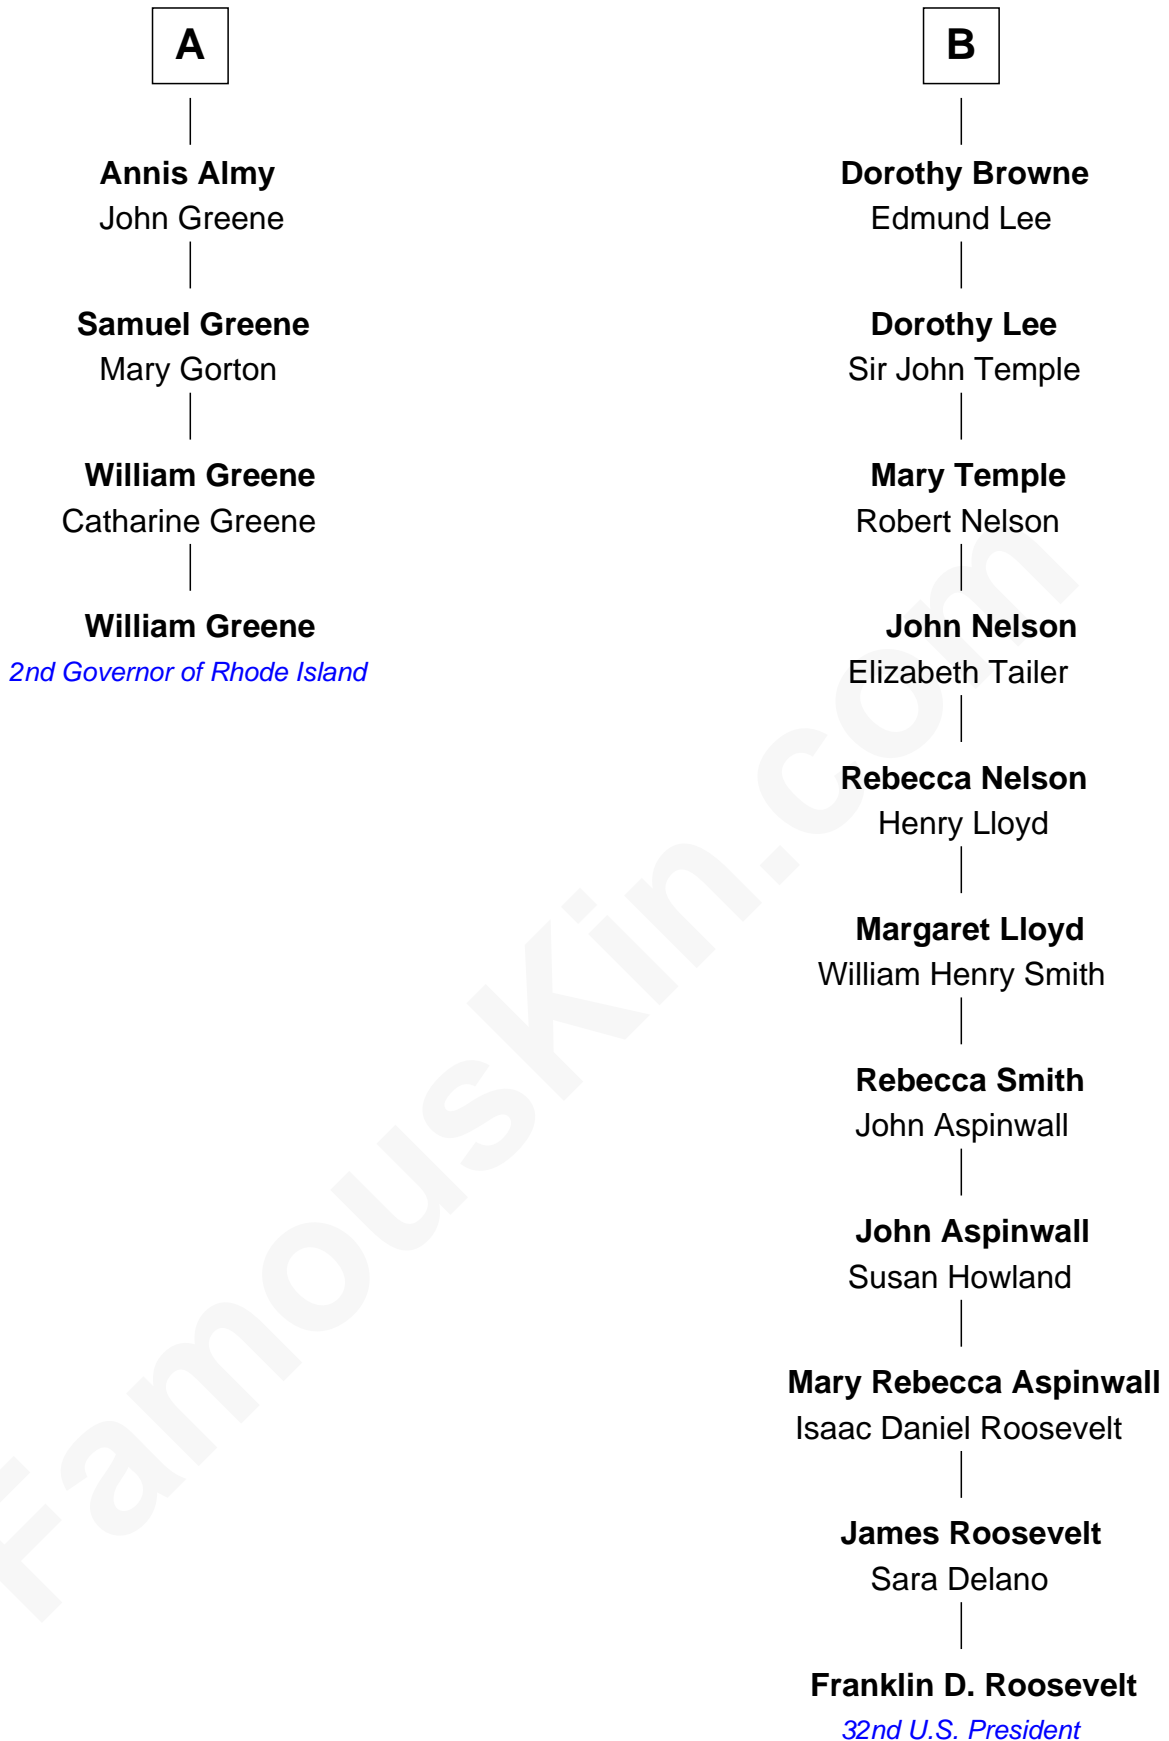 A
Annis Almy
John Greene
Samuel Greene
Mary Gorton
William Greene
Catharine Greene
William Greene
2nd Governor of Rhode Island
B
Dorothy Browne
Edmund Lee
Dorothy Lee
Sir John Temple
Mary Temple
Robert Nelson
John Nelson
Elizabeth Tailer
Rebecca Nelson
Henry Lloyd
Margaret Lloyd
William Henry Smith
Rebecca Smith
John Aspinwall
John Aspinwall
Susan Howland
Mary Rebecca Aspinwall
Isaac Daniel Roosevelt
James Roosevelt
Sara Delano
Franklin D. Roosevelt
32nd U.S. President
FamousKin.com